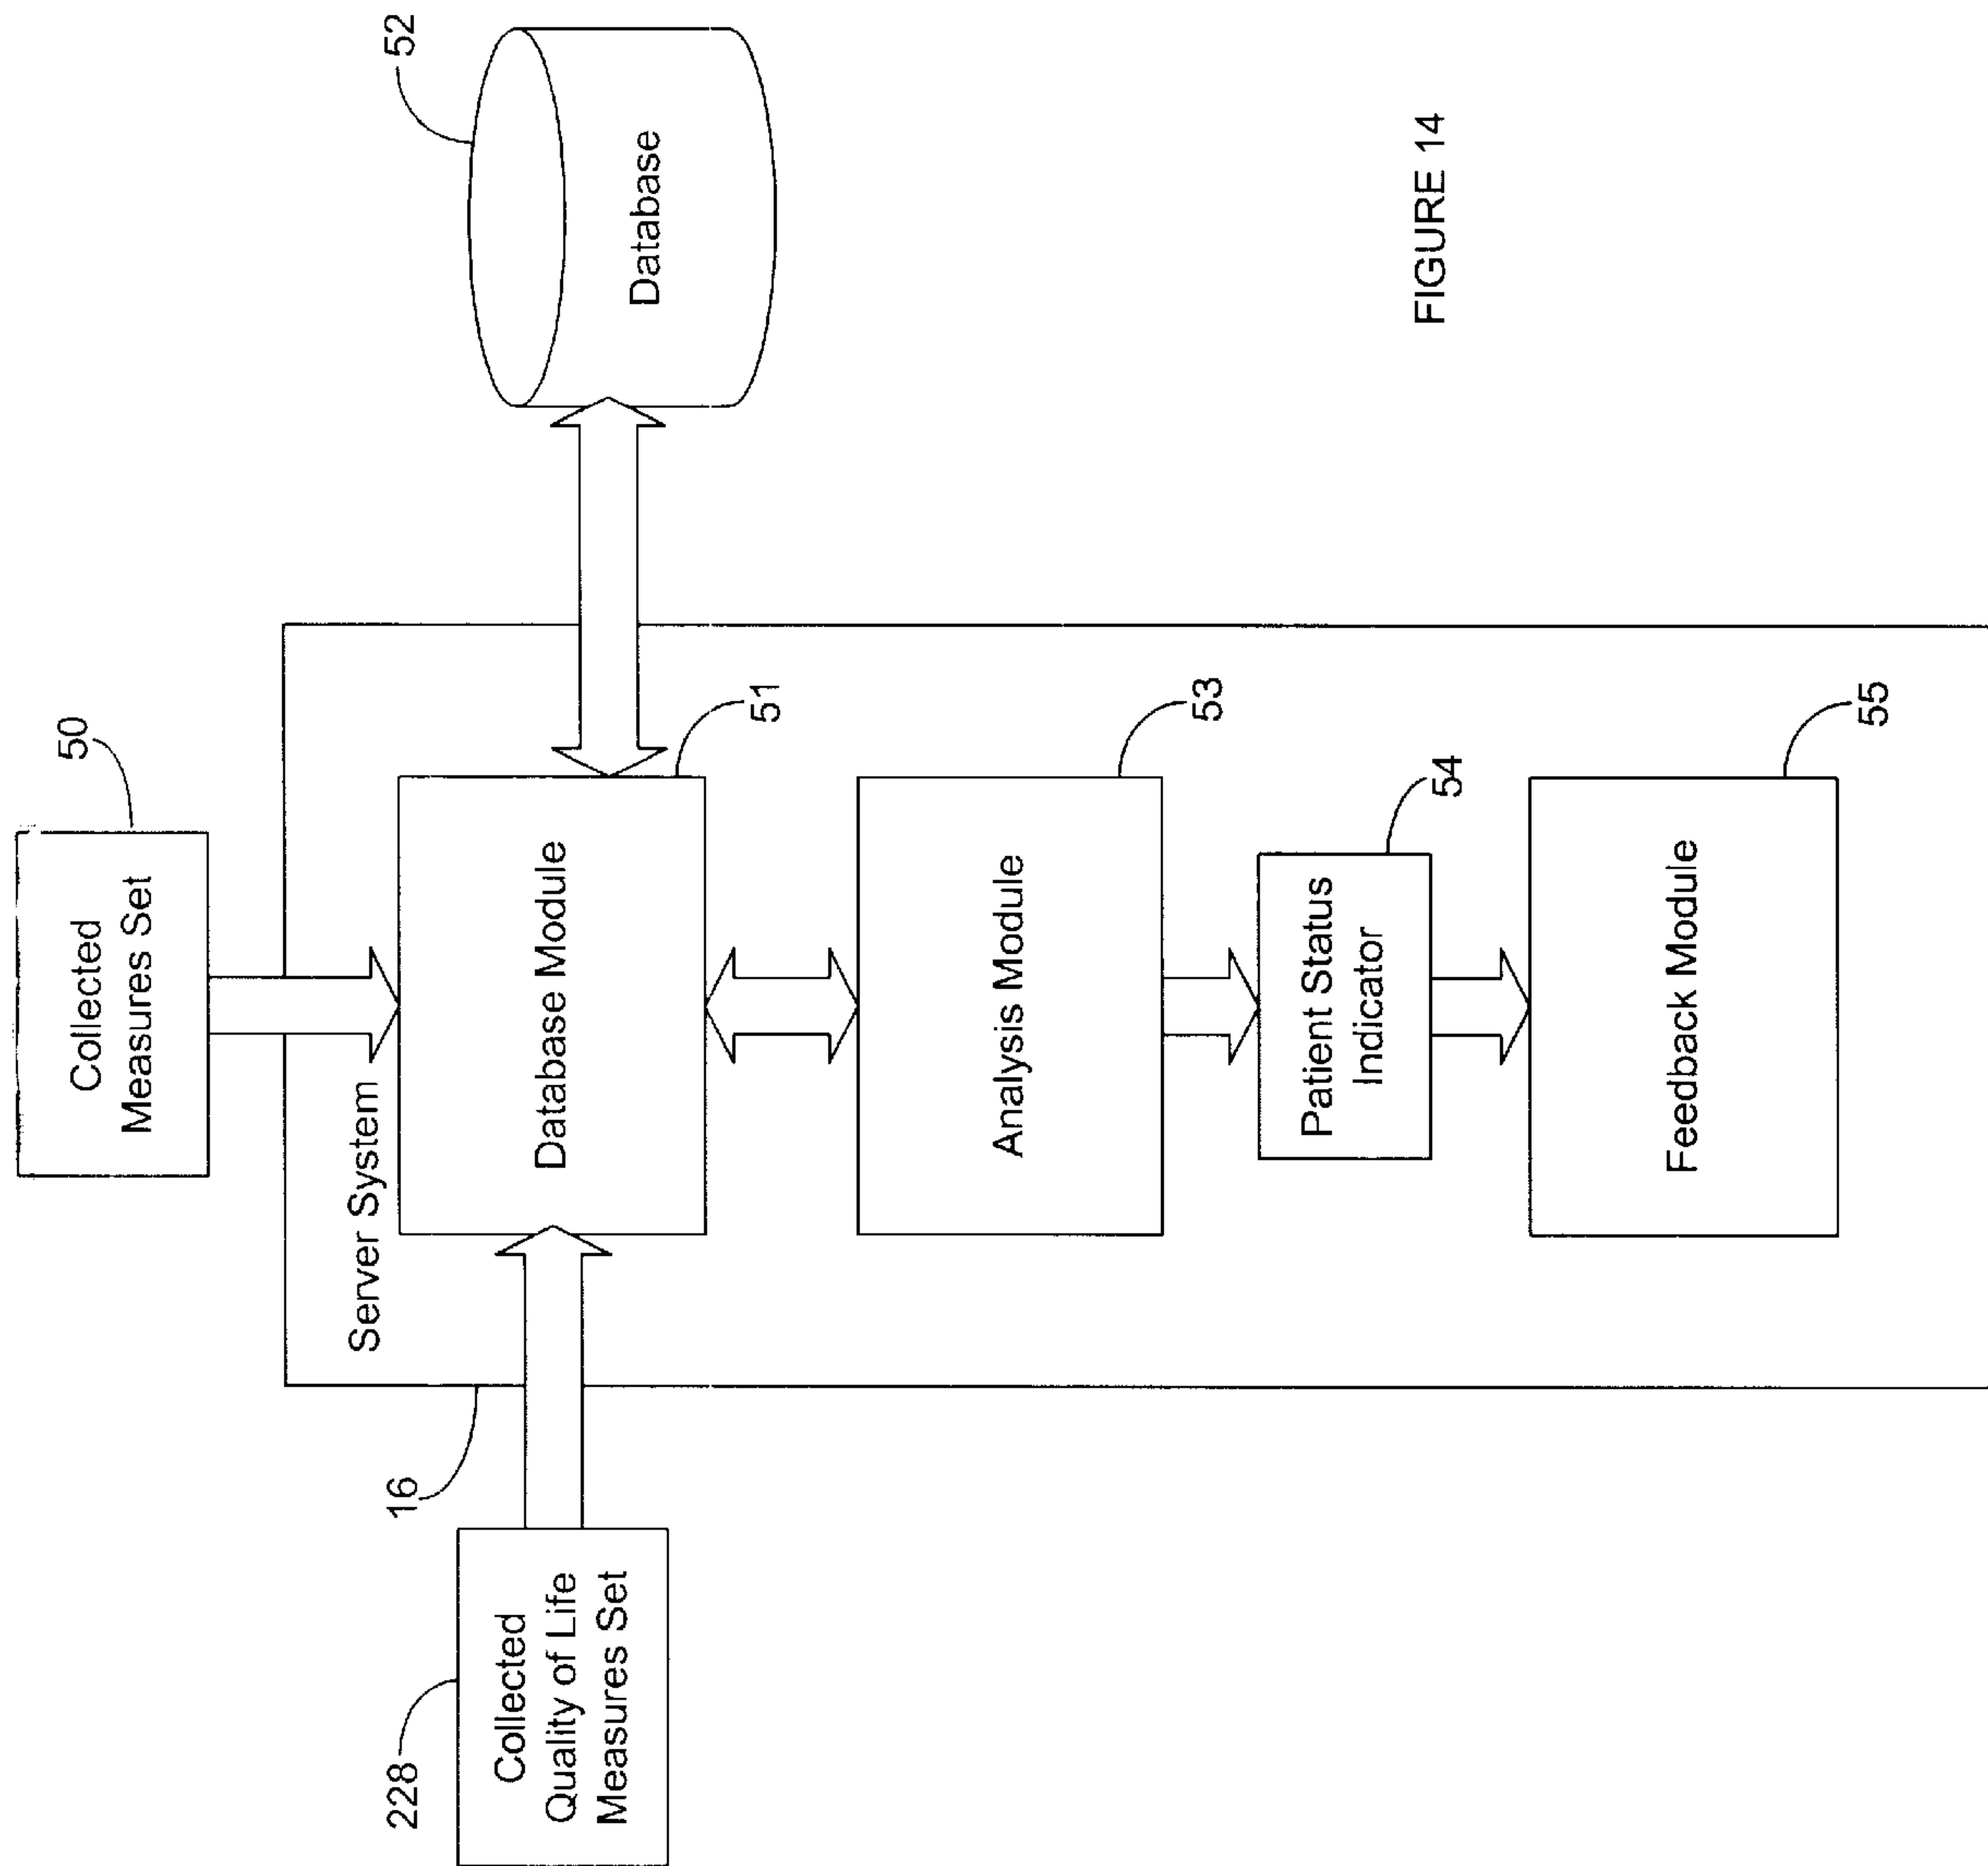 50
Collected
Measures Set
52
Server System
Database
16
Database Module
51
228
Collected
Quality of Life
Measures Set
Analysis Module
53
Patient Status
Indicator
54
Feedback Module
55
FIGURE 14